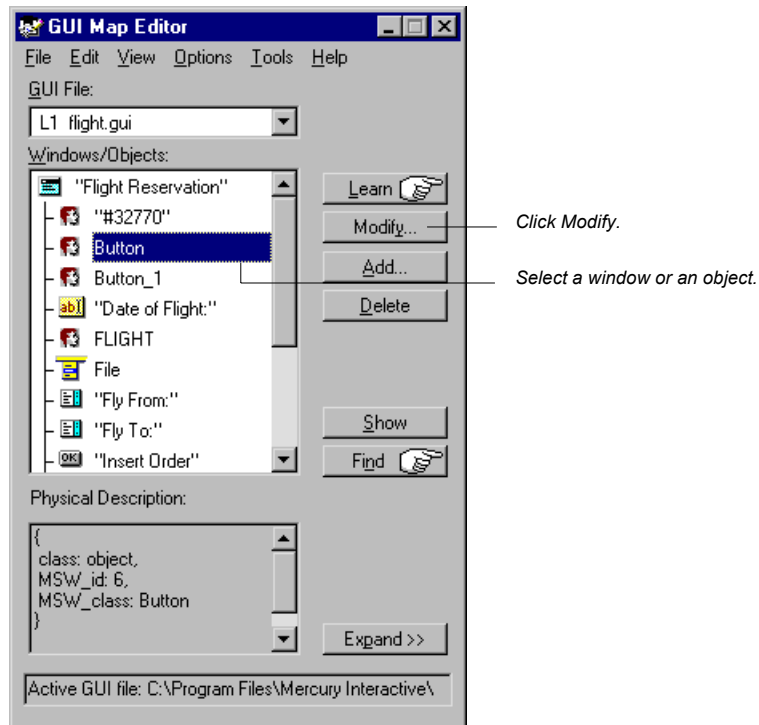 GUI Map Editor
File Edit View Options Tools Help
GUI File:
L1 flight.gui
Windows/Objects:
"Flight Reservation"
"#32770"
Button
Button_1
"Date of Flight:"
FLIGHT
File
"Fly From:"
"Fly To:"
"Insert Order"
Learn
Modify...
Add...
Delete
Show
Find
Click Modify.
Select a window or an object.
Physical Description:
{
class: object,
MSW_id: 6,
MSW_class: Button
}
Expand >>
Active GUI file: C:\Program Files\Mercury Interactive\